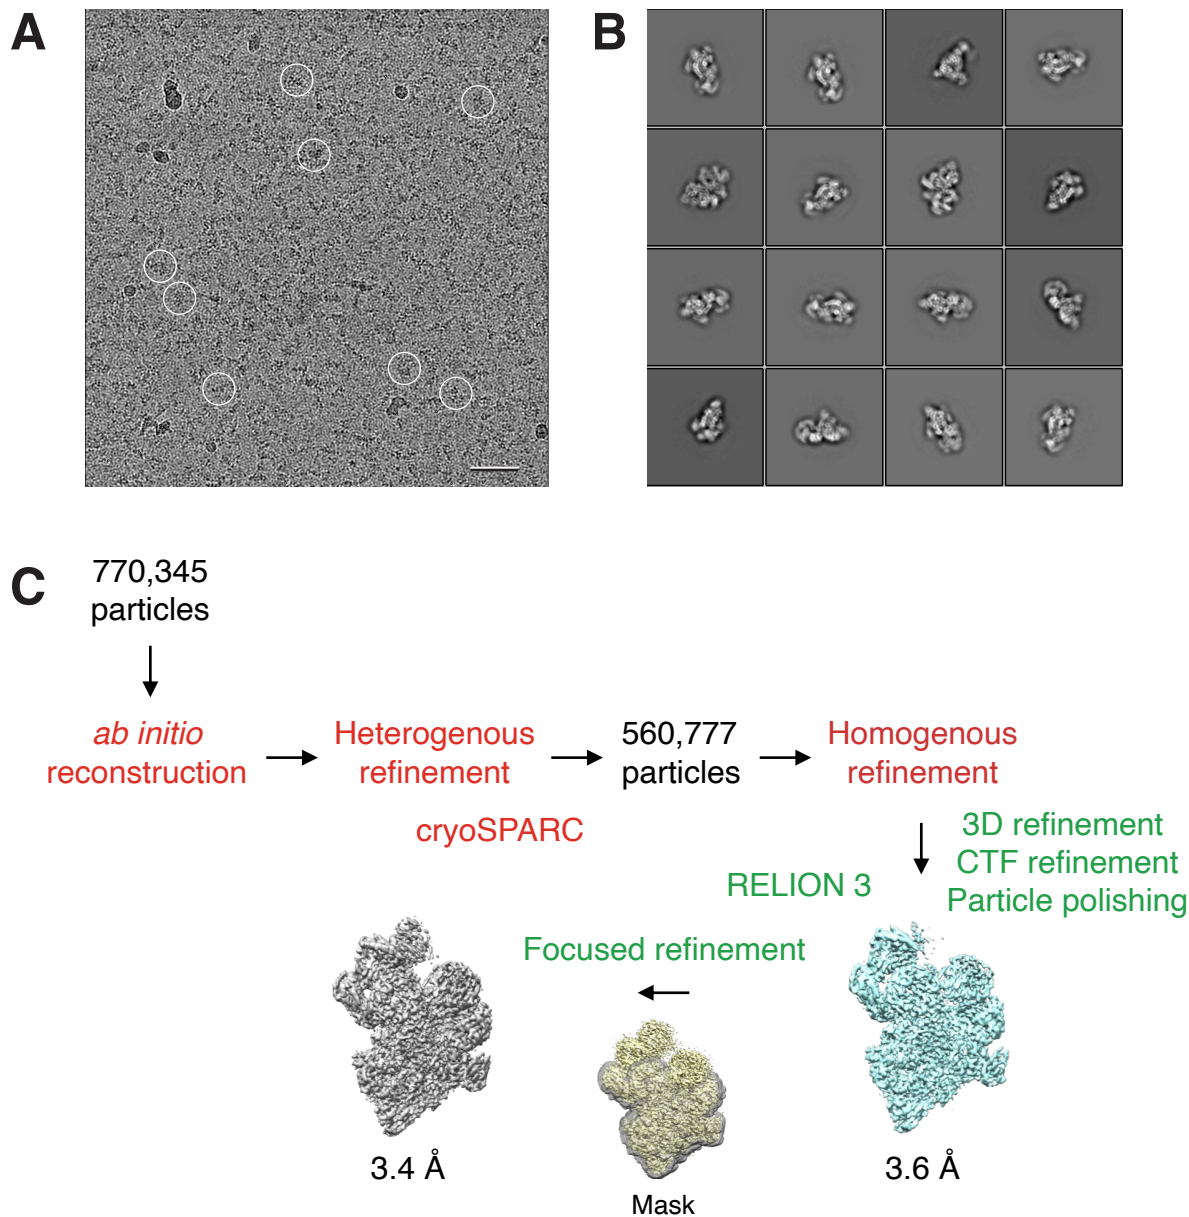 A
B
C
770,345
particles
ab initio
reconstruction
Heterogenous
refinement
560,777
particles
Homogenous
refinement
cryoSPARC
3D refinement
CTF refinement
Particle polishing
RELION 3
Focused refinement
3.4 Å
Mask
3.6 Å